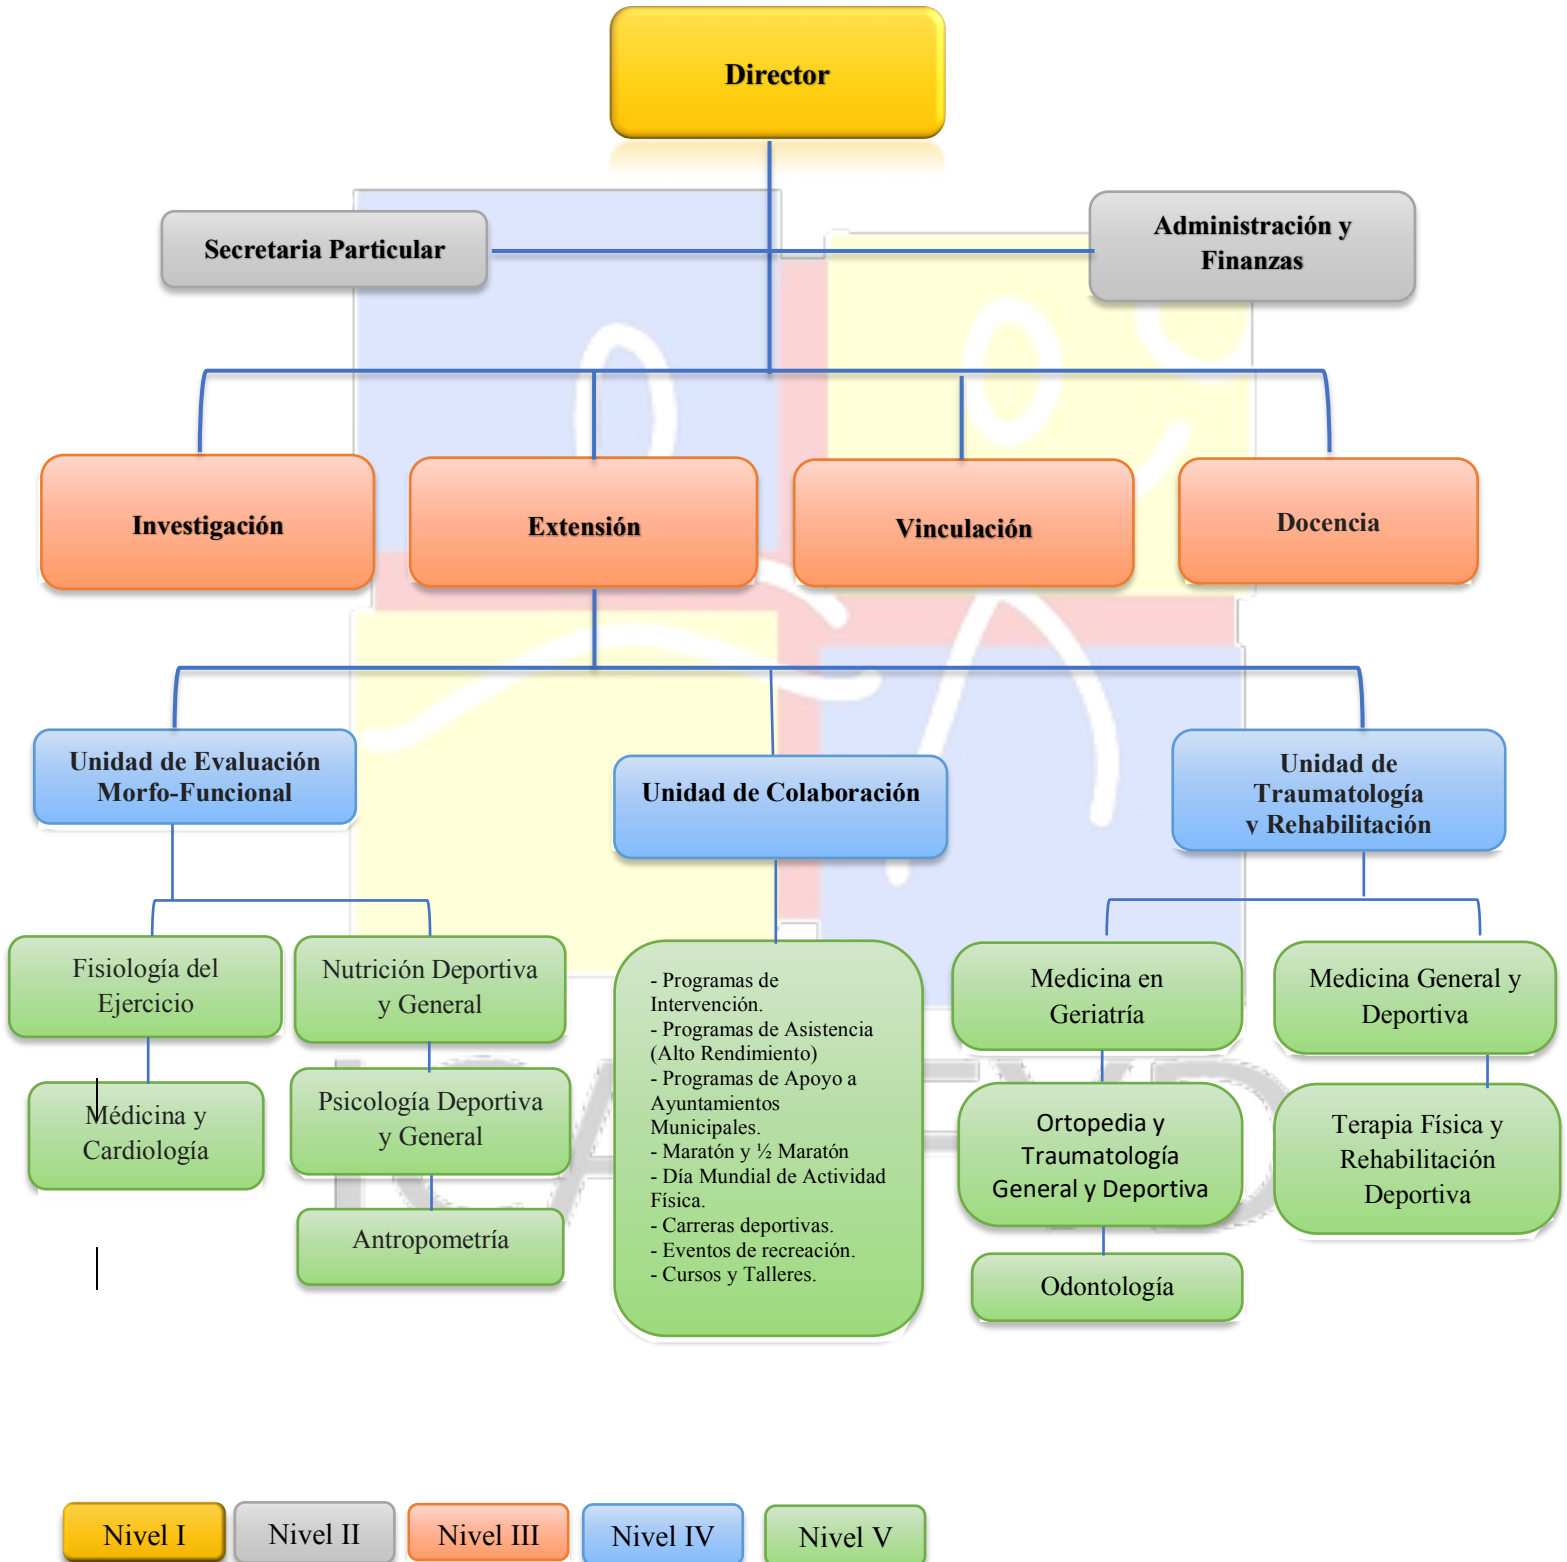 Director
Secretaria Particular
Administración y
Finanzas
Investigación
Extensión
Vinculación
Docencia
Unidad de Evaluación
Morfo-Funcional
Unidad de Colaboración
Unidad de
Traumatología
y Rehabilitación
Fisiología del
Ejercicio
Nutrición Deportiva
y General
Médicina y
Cardiología
Psicología Deportiva
y General
Antropometría
- Programas de
Intervención.
- Programas de Asistencia
(Alto Rendimiento)
- Programas de Apoyo a
Ayuntamientos
Municipales.
- Maratón y ½ Maratón
- Día Mundial de Actividad
Física.
- Carreras deportivas.
- Eventos de recreación.
- Cursos y Talleres.
Medicina en
Geriatría
Medicina General y
Deportiva
Ortopedia y
Traumatología
General y Deportiva
Terapia Física y
Rehabilitación
Deportiva
Odontología
Nivel I
Nivel II
Nivel III
Nivel IV
Nivel V